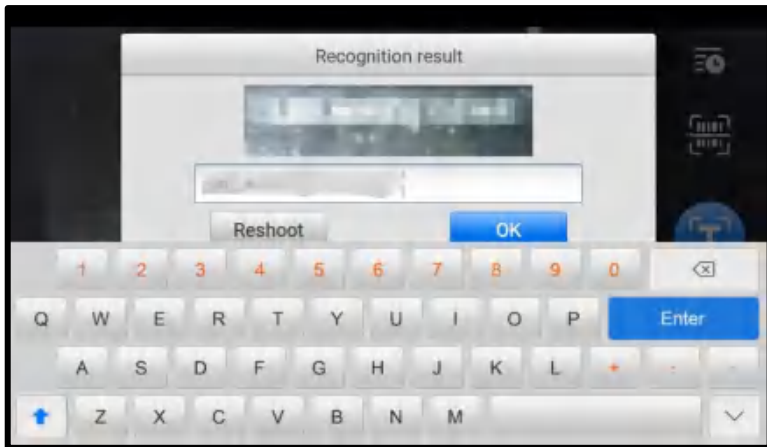 Recognition result
Reshoot
OK
1 2 3 4 5 6 7 8 9 0
Q W E R T Y U I O P Enter
A S D F G H J K L + -
Z X C V B N M